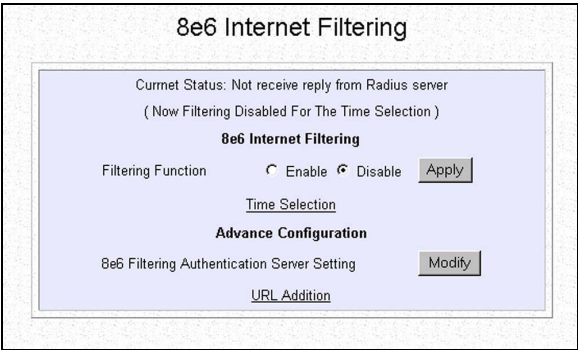 8e6 Internet Filtering
Currnet Status: Not receive reply from Radius server
( Now Filtering Disabled For The Time Selection )
8e6 Internet Filtering
Filtering Function Enable Disable Apply
Time Selection
Advance Configuration
8e6 Filtering Authentication Server Setting Modify
URL Addition